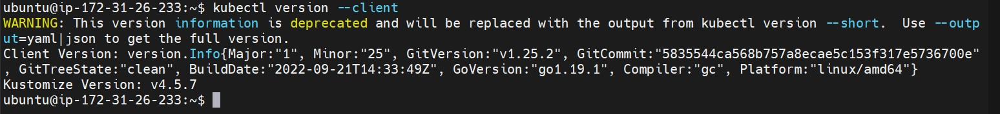 ubuntu@ip-172-31-26-233:~$ kubectl version --client
WARNING: This version information is deprecated and will be replaced with the output from kubectl version --short.  Use --outp
ut=yaml|json to get the full version.
Client Version: version.Info{Major:"1", Minor:"25", GitVersion:"v1.25.2", GitCommit:"5835544ca568b757a8ecae5c153f317e5736700e"
, GitTreeState:"clean", BuildDate:"2022-09-21T14:33:49Z", GoVersion:"go1.19.1", Compiler:"gc", Platform:"linux/amd64"}
Kustomize Version: v4.5.7
ubuntu@ip-172-31-26-233:~$